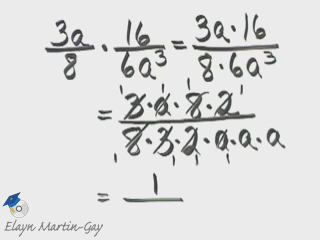 3a/8 · 16/6a³ = 3a·16/8·6a³
= 3·a·8·2/8·3·2·a·a·a
= 1/
Elayn Martin-Gay